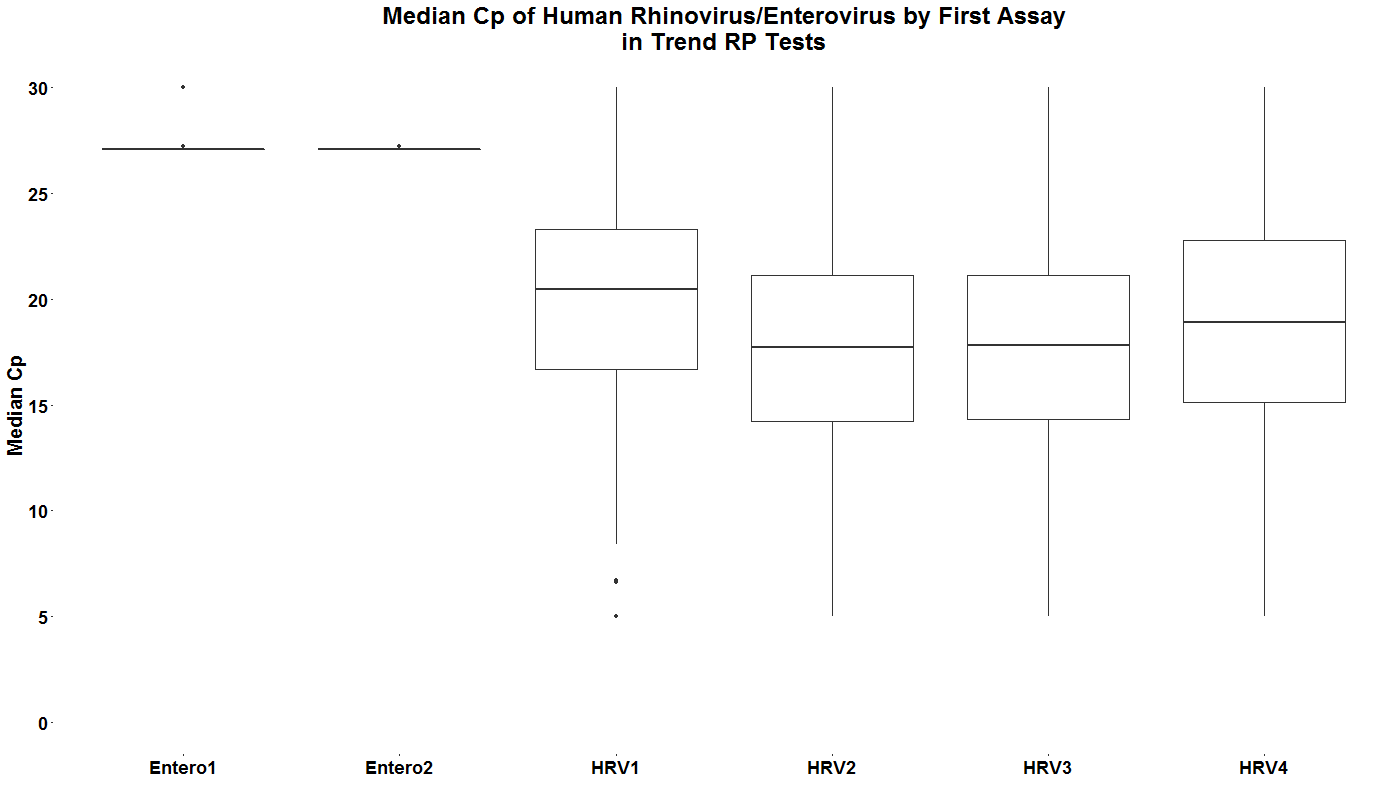 Median Cp of Human Rhinovirus/Enterovirus by First Assay
in Trend RP Tests
Median Cp
30
25
20
15
10
5
0
Entero1 Entero2 HRV1 HRV2 HRV3 HRV4